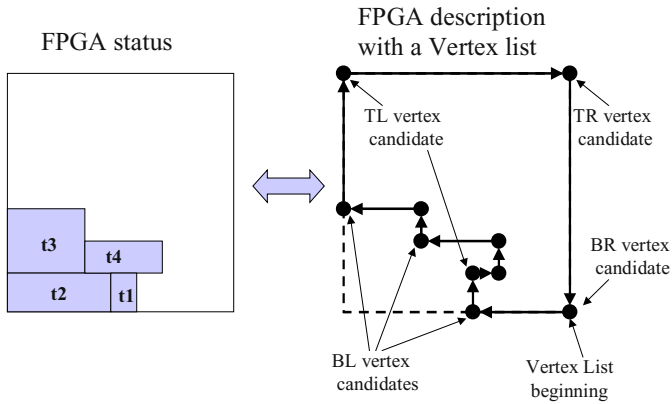 FPGA status
FPGA description
with a Vertex list
TL vertex
candidate
TR vertex
candidate
t3
t4
t2
t1
BR vertex
candidate
BL vertex
candidates
Vertex List
beginning